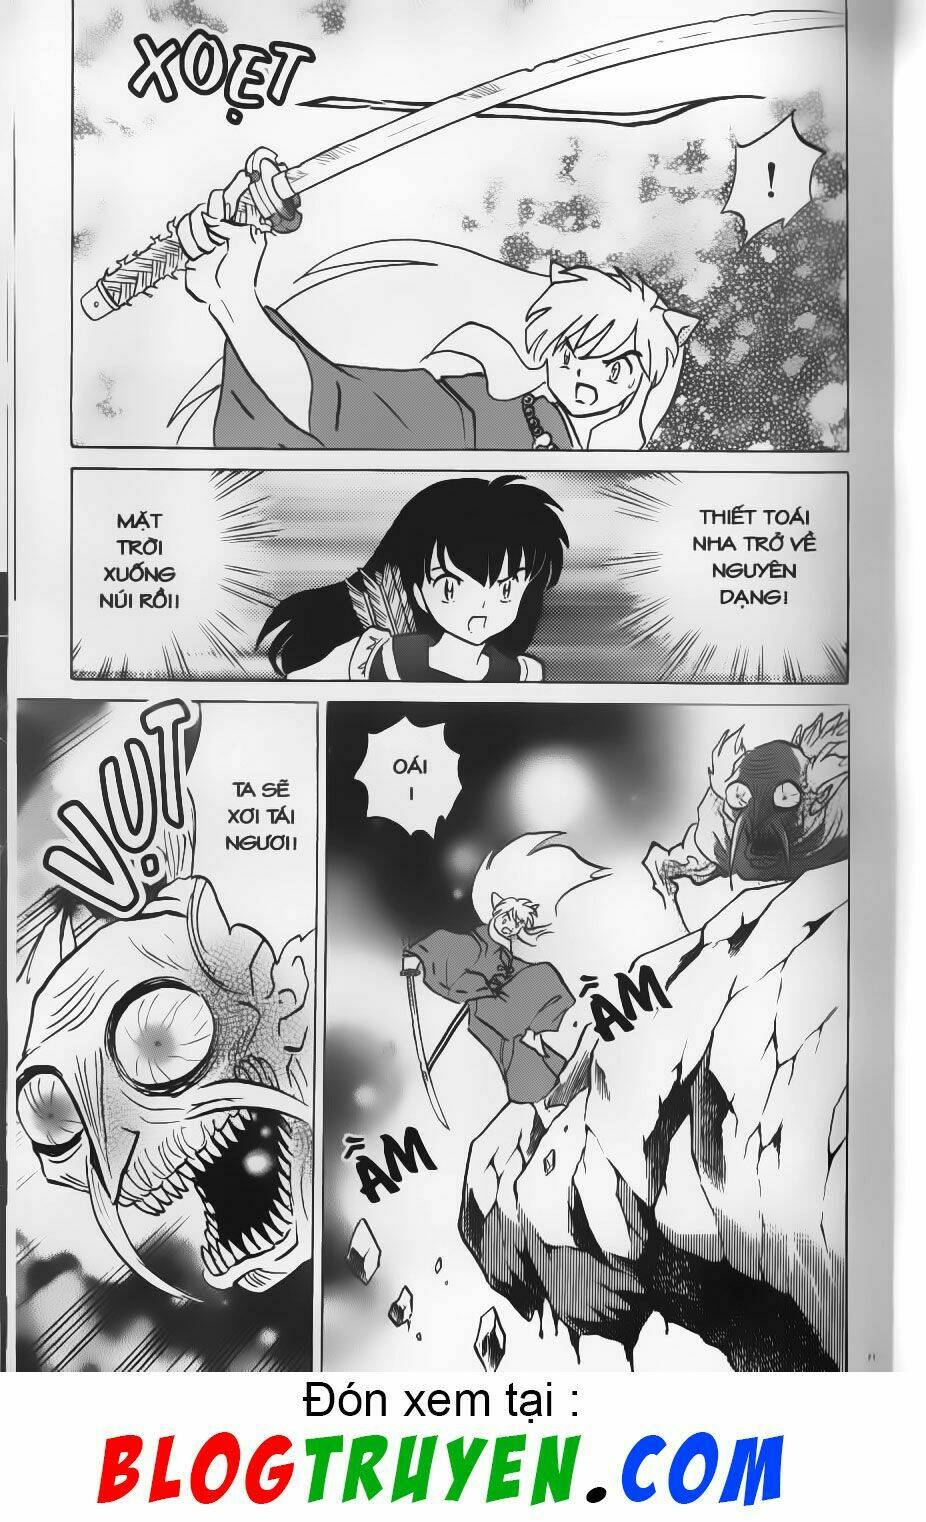 XOẸT
!
THIẾT TOÁI
NHA TRỞ VỀ
NGUYÊN
DẠNG!
MẶT
TRỜI
XUỐNG
NÚI RỒI!
OÁI
!
ẦM
ẦM
VỤT
TA SẼ
XƠI TÁI
NGƯƠI!
Đón xem tại :
BLOGTRUYEN.COM